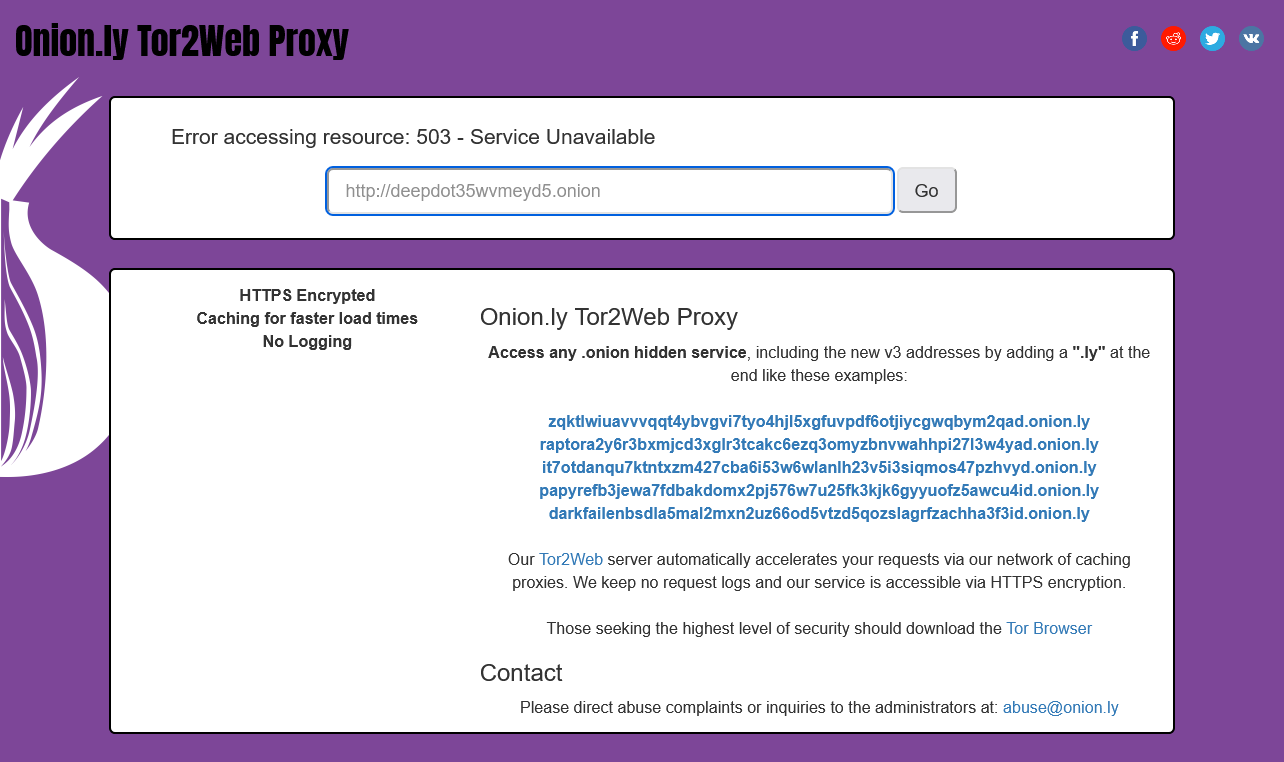 Onion.ly Tor2Web Proxy
Error accessing resource: 503 - Service Unavailable
http://deepdot35wvmeyd5.onion
Go
HTTPS Encrypted
Caching for faster load times
No Logging
Onion.ly Tor2Web Proxy
Access any .onion hidden service, including the new v3 addresses by adding a ".ly" at the
end like these examples:
zqktlwiuavvvqqt4ybvgvi7tyo4hjl5xgfuvpdf6otjiycgwqbym2qad.onion.ly
raptora2y6r3bxmjcd3xglr3tcakc6ezq3omyzbnvwahhpi27l3w4yad.onion.ly
it7otdanqu7ktntxzm427cba6i53w6wlanlh23v5i3siqmos47pzhvyd.onion.ly
papyrefb3jewa7fdbakdomx2pj576w7u25fk3kjk6gyyuofz5awcu4id.onion.ly
darkfailenbsdla5mal2mxn2uz66od5vtzd5qozslagrfzachha3f3id.onion.ly
Our Tor2Web server automatically accelerates your requests via our network of caching
proxies. We keep no request logs and our service is accessible via HTTPS encryption.
Those seeking the highest level of security should download the Tor Browser
Contact
Please direct abuse complaints or inquiries to the administrators at: abuse@onion.ly